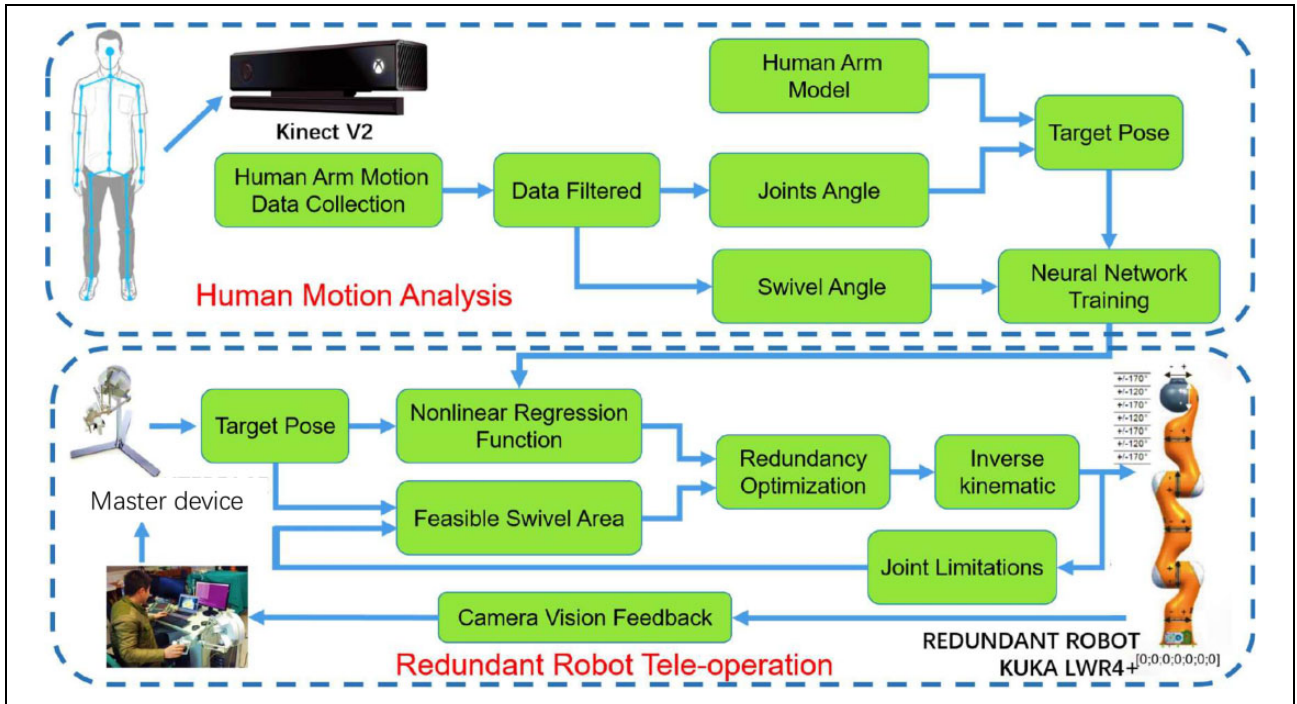 Human Arm
Model
Kinect V2
Target Pose
Human Arm Motion
Data Collection
Data Filtered
Joints Angle
Swivel Angle
Neural Network
Training
Human Motion Analysis
- +
+/-170°
+/-120°
+/-170°
+/-120°
+/-170°
+/-120°
+/-170°
Target Pose
Nonlinear Regression
Function
Redundancy
Optimization
Inverse
kinematic
Master device
Feasible Swivel Area
Joint Limitations
Camera Vision Feedback
REDUNDANT ROBOT
KUKA LWR4+
[0;0;0;0;0;0;0]
Redundant Robot Tele-operation